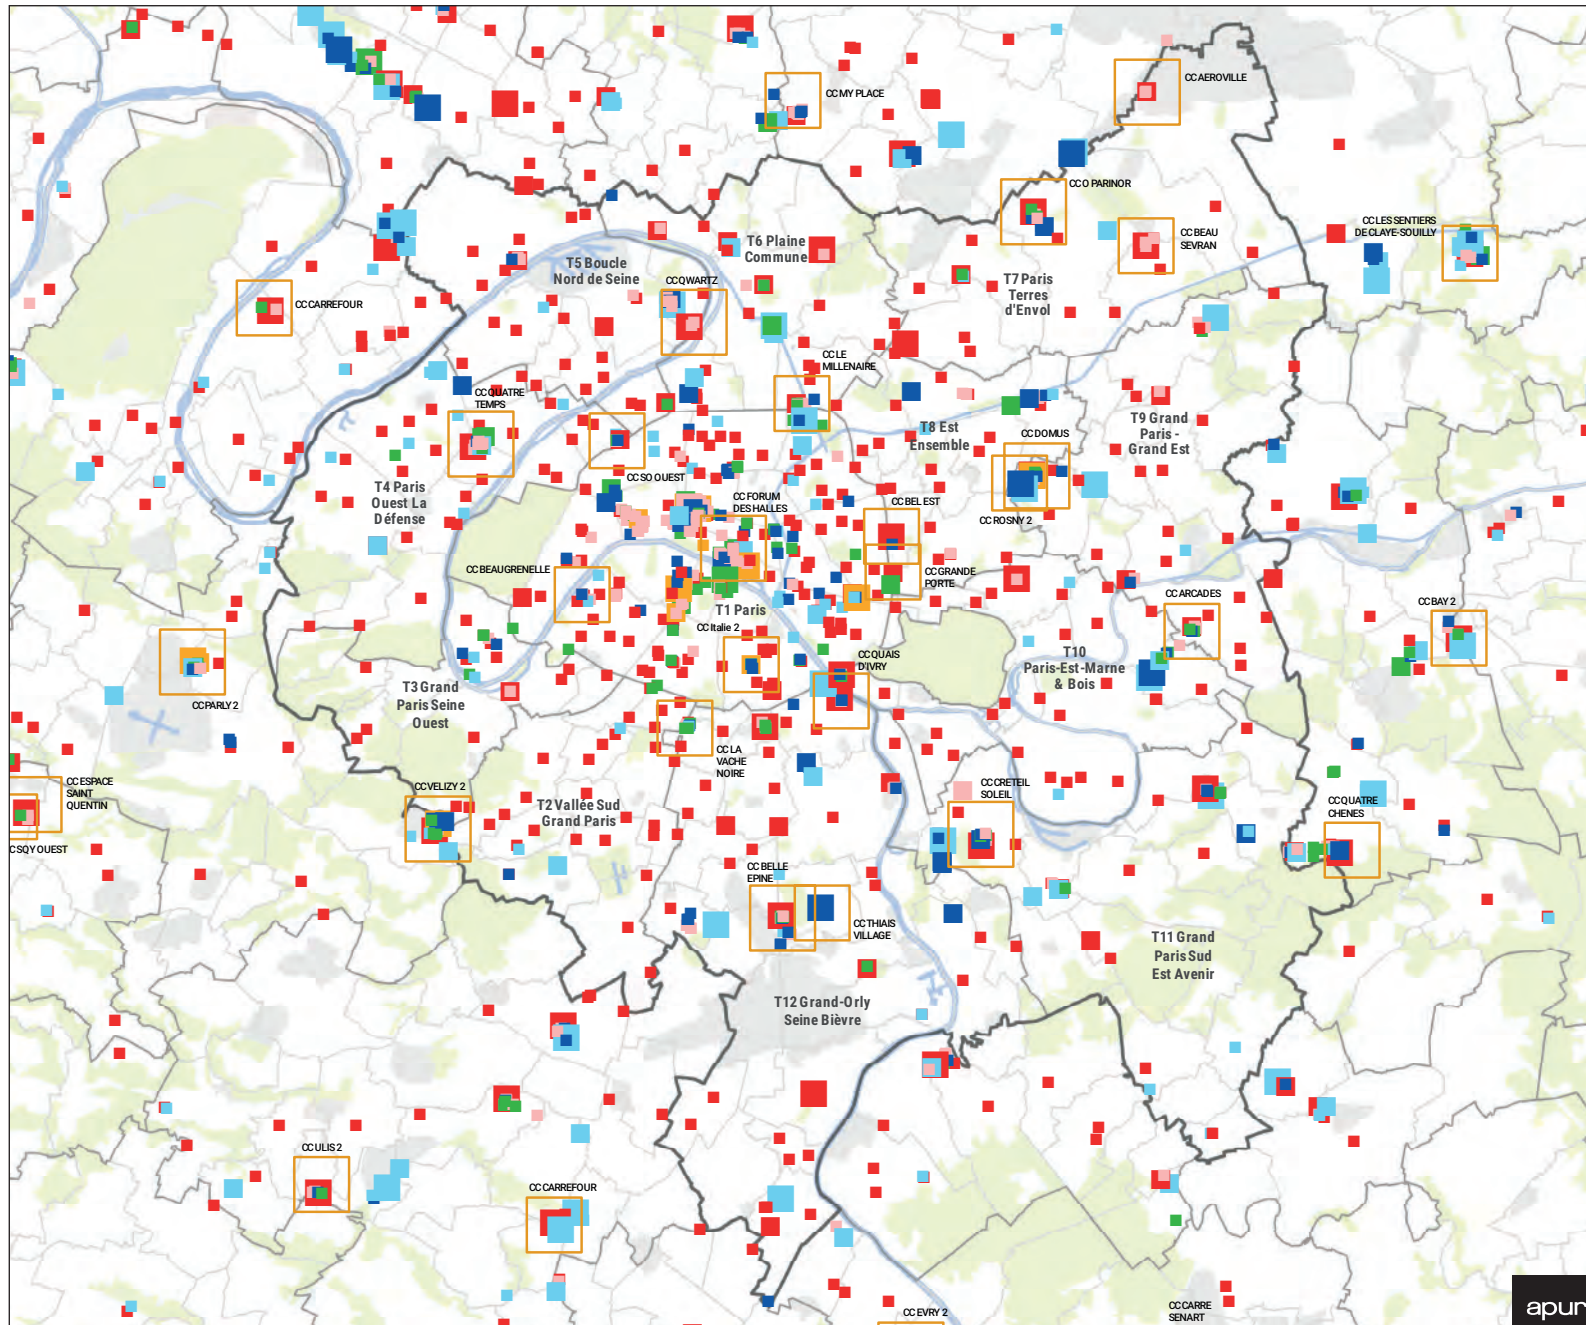 CC AEROVILLE
CC MY PLACE
CC O PARINOR
CC BEAU
SEVRAN
CC LES SENTIERS
DE CLAYE-SOUILLY
T6 Plaine
Commune
T5 Boucle
Nord de Seine
CC QWARTZ
T7 Paris
Terres
d'Envol
CC CARREFOUR
CC LE
MILLENAIRE
CC QUATRE
TEMPS
T8 Est
Ensemble
T9 Grand
Paris -
Grand Est
CC DOMUS
CC SO OUEST
T4 Paris
Ouest La
Défense
CC FORUM
DES HALLES
CC BEL EST
CC ROSNY 2
CC BEAUGRENELLE
CC GRANDE
PORTE
T1 Paris
CC ARCADES
CC BAY 2
CC Italie 2
CC QUAIS
D'IVRY
T10
Paris-Est-Marne
& Bois
T3 Grand
Paris Seine
Ouest
CC PARLY 2
CC LA
VACHE
NOIRE
CC ESPACE
SAINT
QUENTIN
CC VELIZY 2
T2 Vallée Sud
Grand Paris
CC CRETEIL
SOLEIL
CC QUATRE
CHENES
C SQY OUEST
CC BELLE
EPINE
CC THIAIS
VILLAGE
T11 Grand
Paris Sud
Est Avenir
T12 Grand-Orly
Seine Bièvre
CC ULIS 2
CC CARREFOUR
CC EVRY 2
CC CARRE
SENART
apur